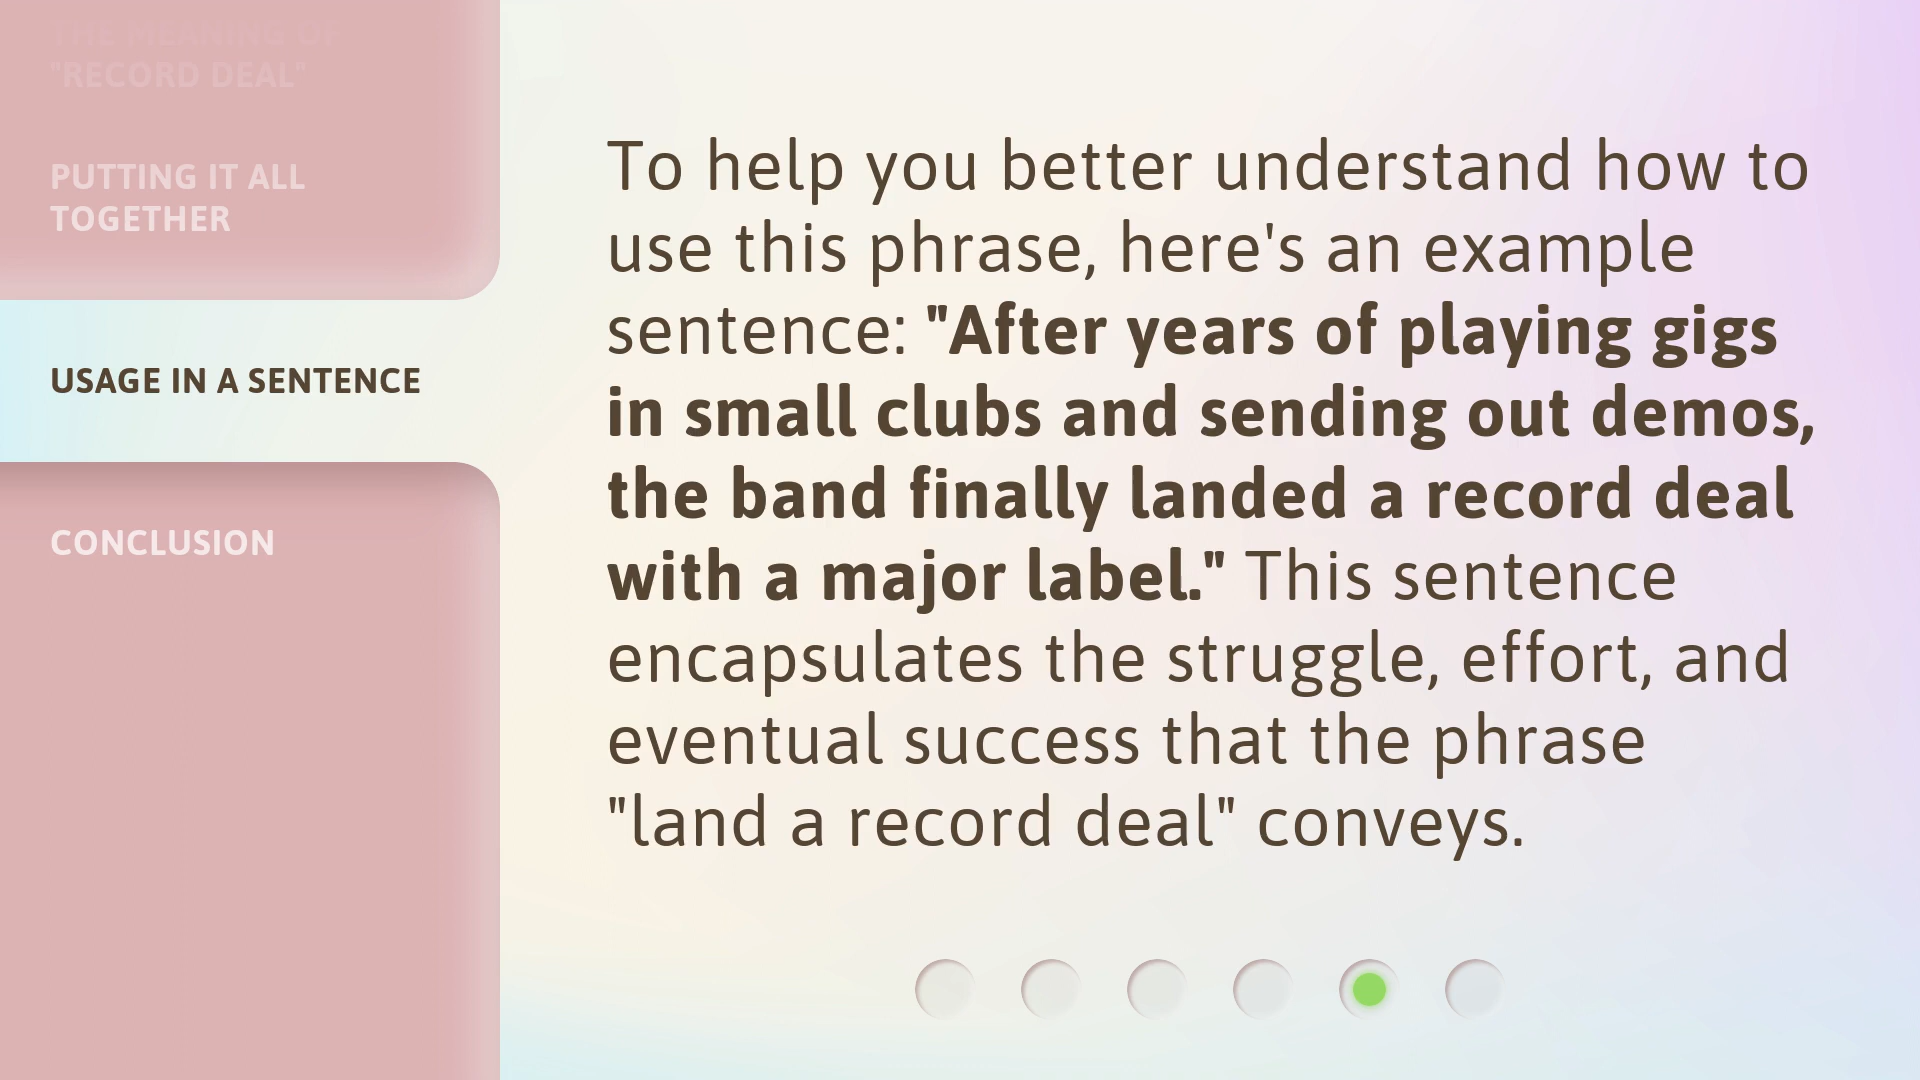 THE MEANING OF
"RECORD DEAL"
PUTTING IT ALL
TOGETHER
USAGE IN A SENTENCE
CONCLUSION
To help you better understand how to
use this phrase, here's an example
sentence: "After years of playing gigs
in small clubs and sending out demos,
the band finally landed a record deal
with a major label." This sentence
encapsulates the struggle, effort, and
eventual success that the phrase
"land a record deal" conveys.